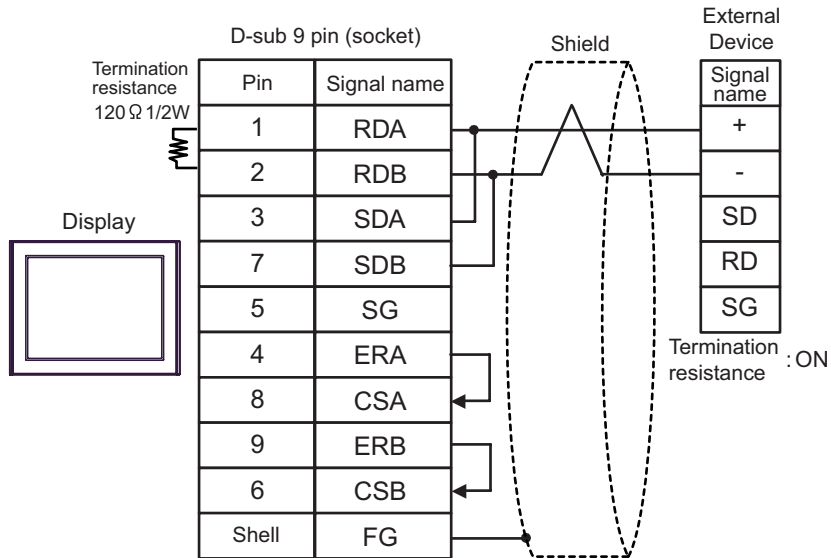 D-sub 9 pin (socket)
Shield
External
Device
Termination
resistance
120Ω 1/2W
Pin Signal name
Signal
name
1 RDA
+
2 RDB
-
Display
3 SDA
SD
7 SDB
RD
5 SG
SG
4 ERA
Termination
resistance : ON
8 CSA
9 ERB
6 CSB
Shell FG